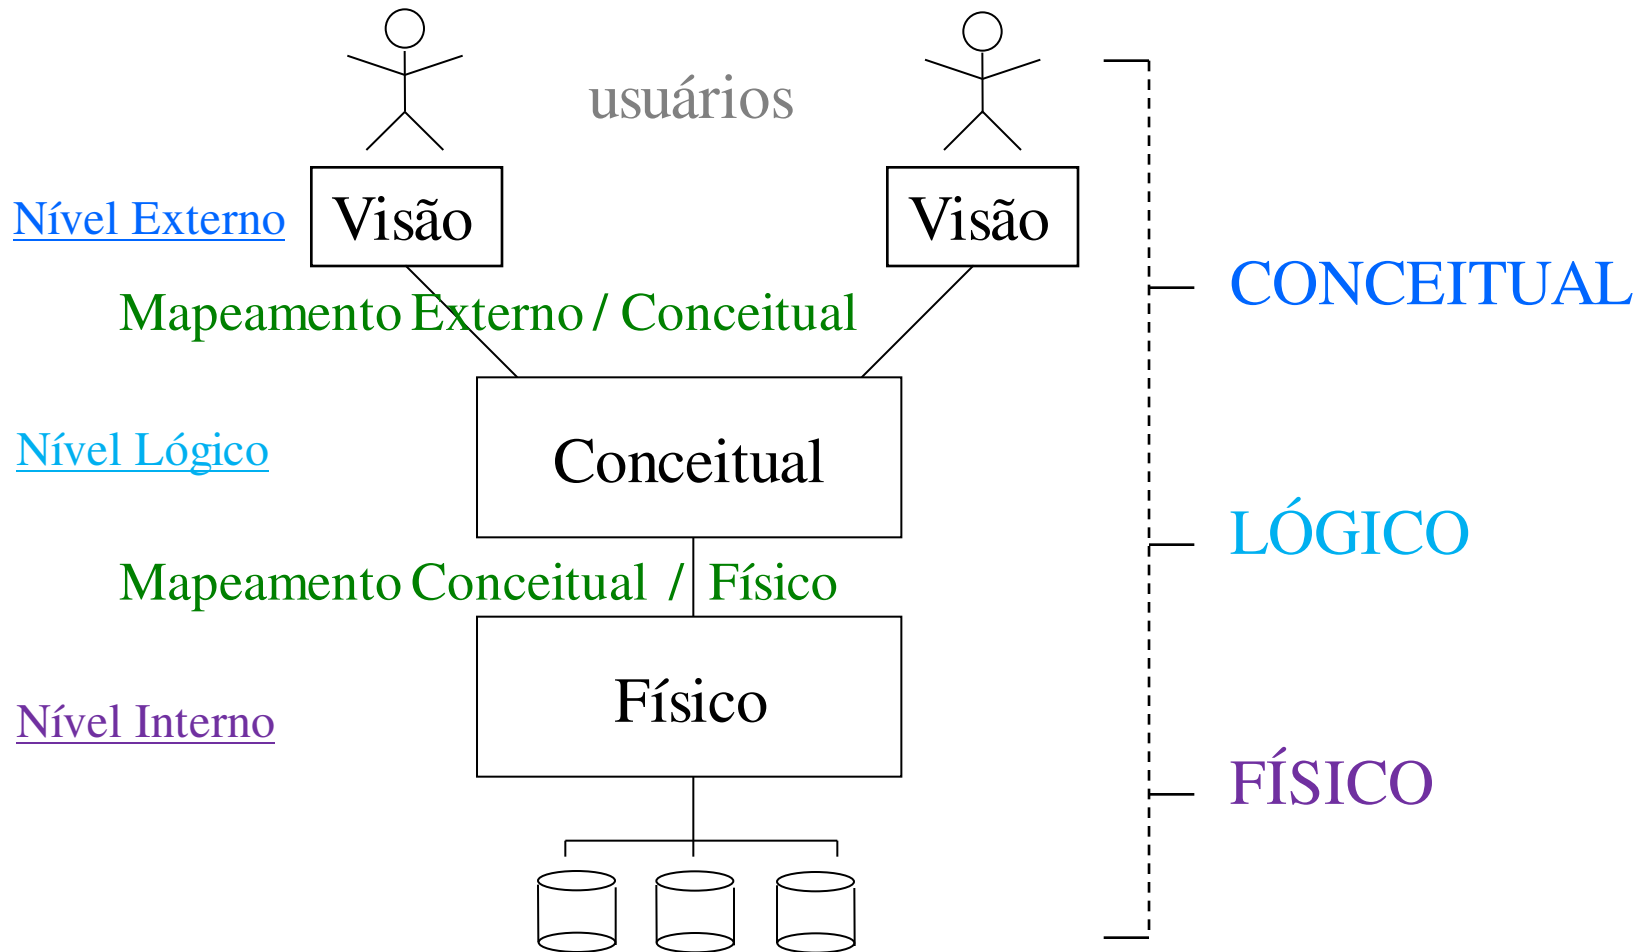 usuários
Nível Externo
Visão
Visão
CONCEITUAL
Mapeamento Externo / Conceitual
Nível Lógico
Conceitual
LÓGICO
Mapeamento Conceitual / Físico
Nível Interno
Físico
FÍSICO